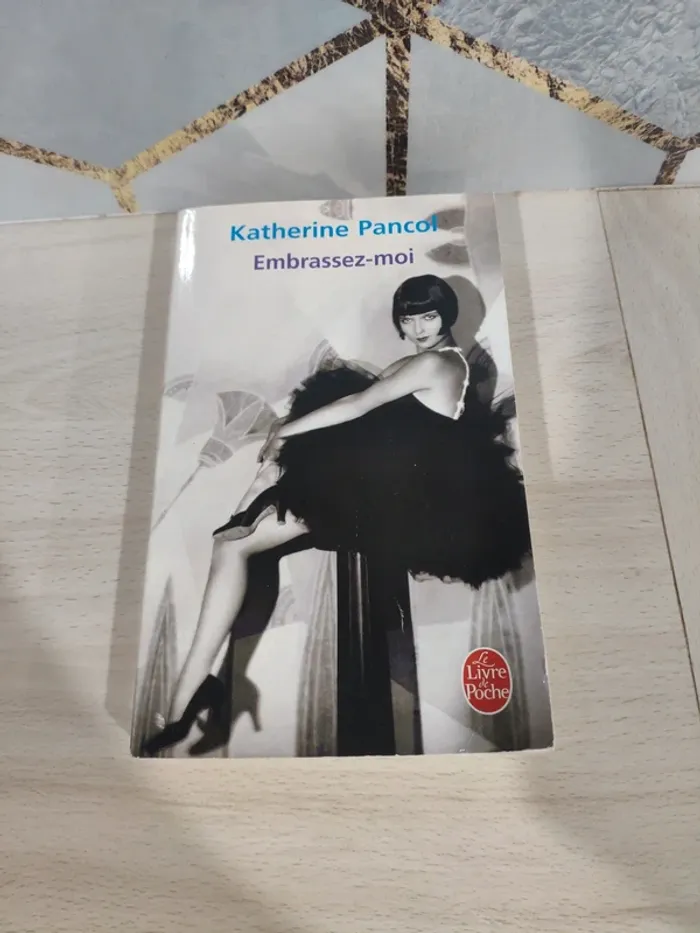 Katherine Pancol
Embrassez-moi
Le
Livre
de
Poche